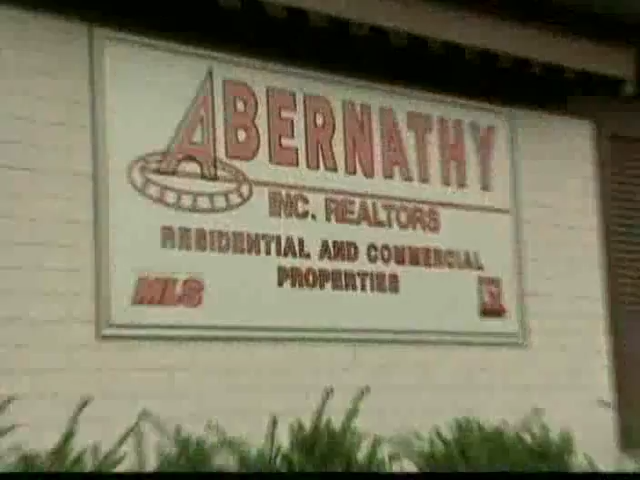 ABERNATHY
INC. REALTORS
RESIDENTIAL AND COMMERCIAL
PROPERTIES
MLS